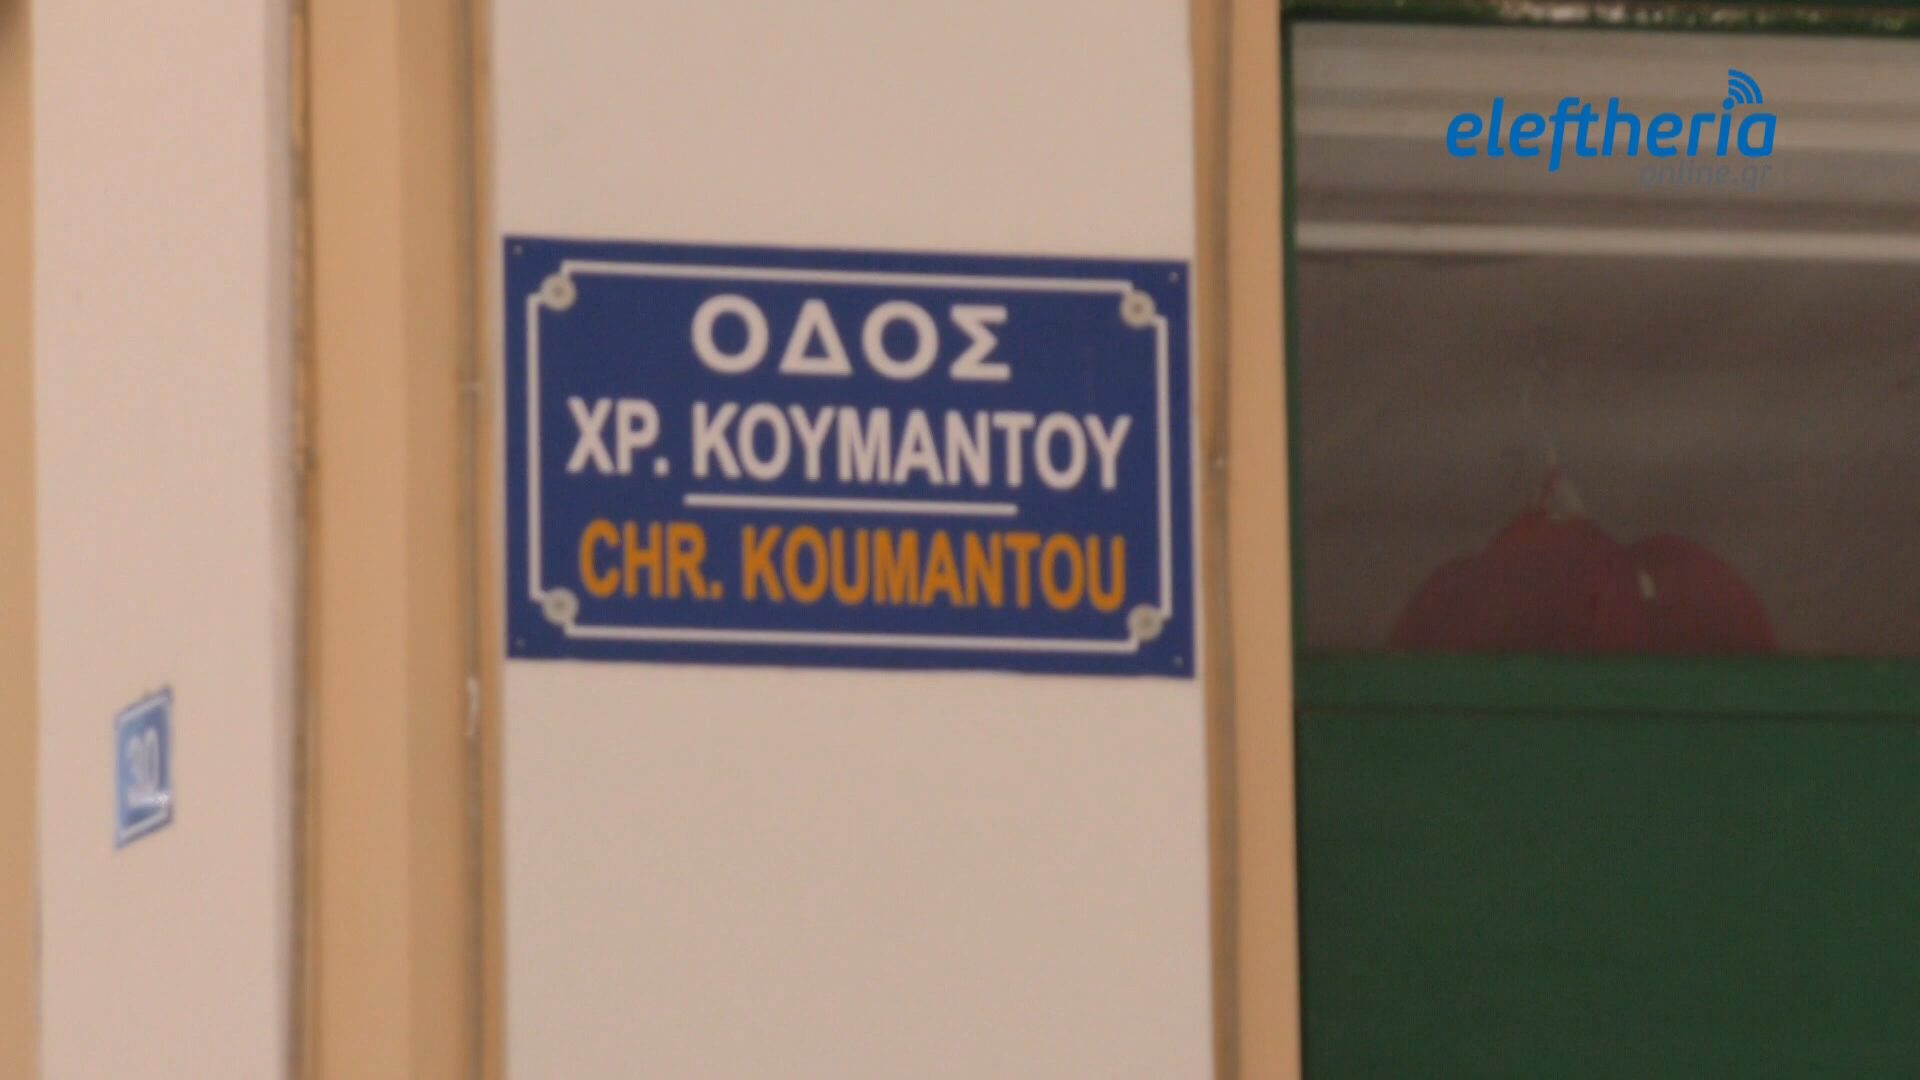 eleftheria
online.gr
ΟΔΟΣ
ΧΡ. ΚΟΥΜΑΝΤΟΥ
CHR. KOUMANTOU
30